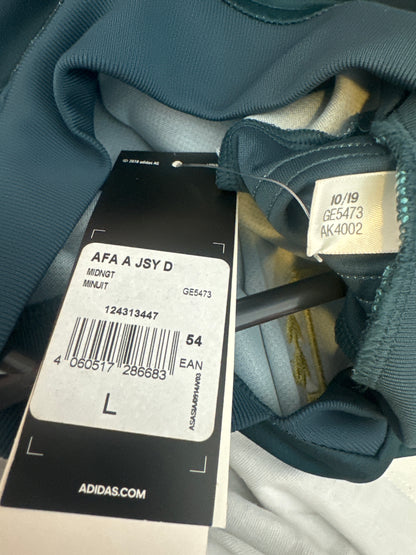 © 2019 adidas AG
AFA A JSY D
MIDNGT
MINUIT
GE5473
124313447
54
EAN
4 060517 286683
L
ADIDAS.COM
10/19
GE5473
AK4002